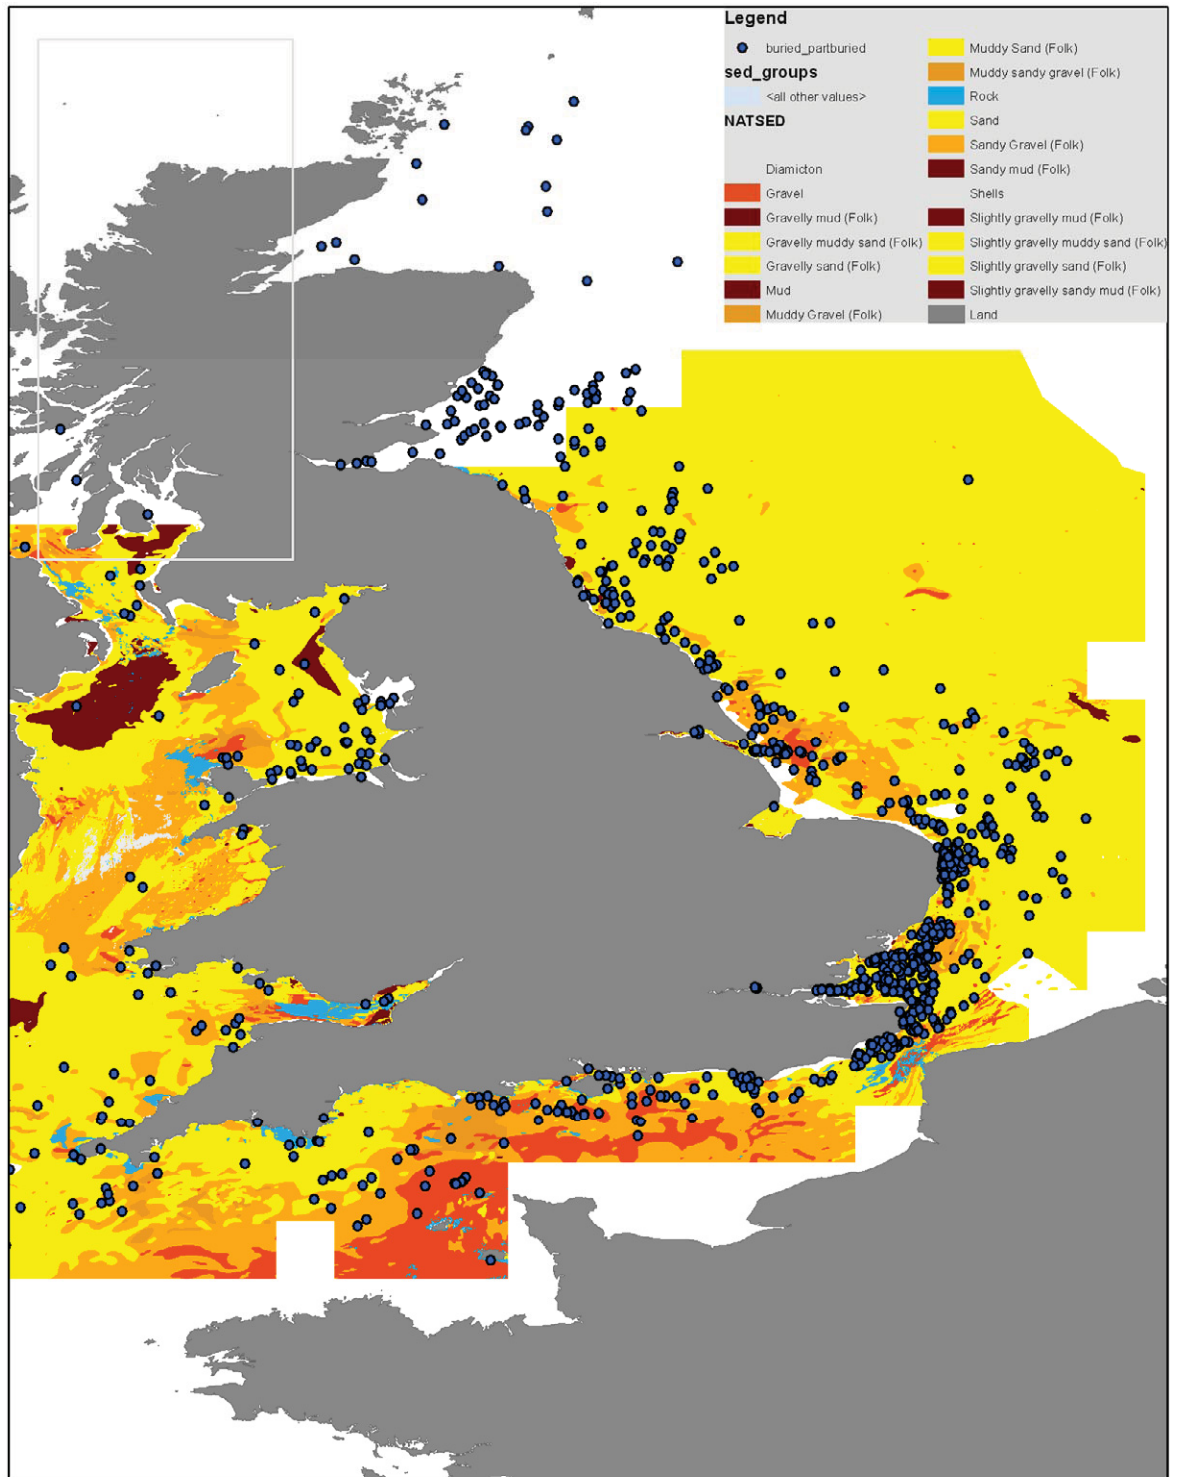 Legend
buried_partburied
sed_groups
<all other values>
NATSED
Diamicton
Gravel
Gravelly mud (Folk)
Gravelly muddy sand (Folk)
Gravelly sand (Folk)
Mud
Muddy Gravel (Folk)
Muddy Sand (Folk)
Muddy sandy gravel (Folk)
Rock
Sand
Sandy Gravel (Folk)
Sandy mud (Folk)
Shells
Slightly gravelly mud (Folk)
Slightly gravelly muddy sand (Folk)
Slightly gravelly sand (Folk)
Slightly gravelly sandy mud (Folk)
Land